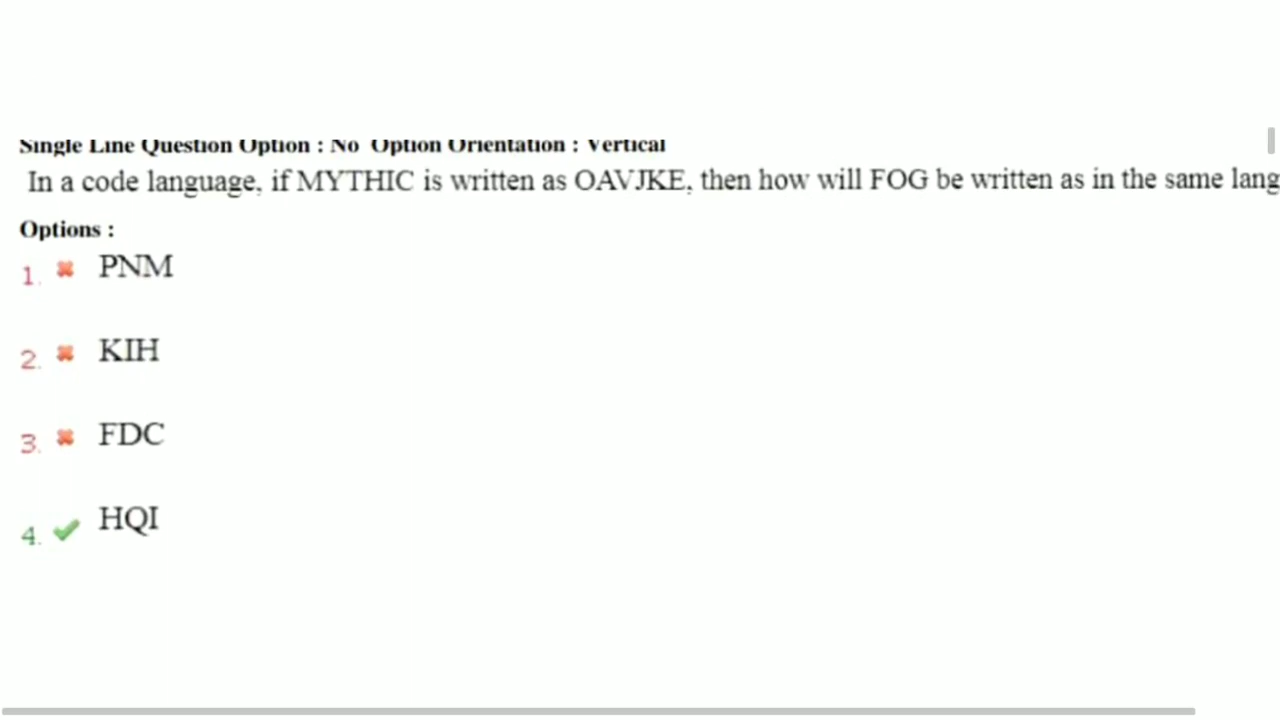 Single Line Question Option : No Option Orientation : Vertical
In a code language, if MYTHIC is written as OAVJKE, then how will FOG be written as in the same lang
Options :
1. PNM
2. KIH
3. FDC
4. HQI